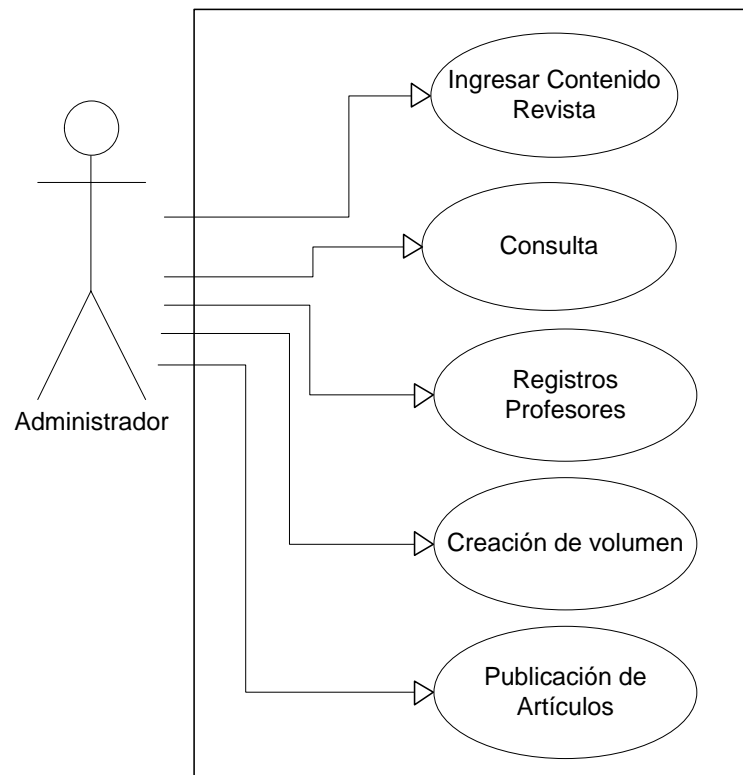 Ingresar Contenido
Revista
Consulta
Registros
Profesores
Administrador
Creación de volumen
Publicación de
Artículos